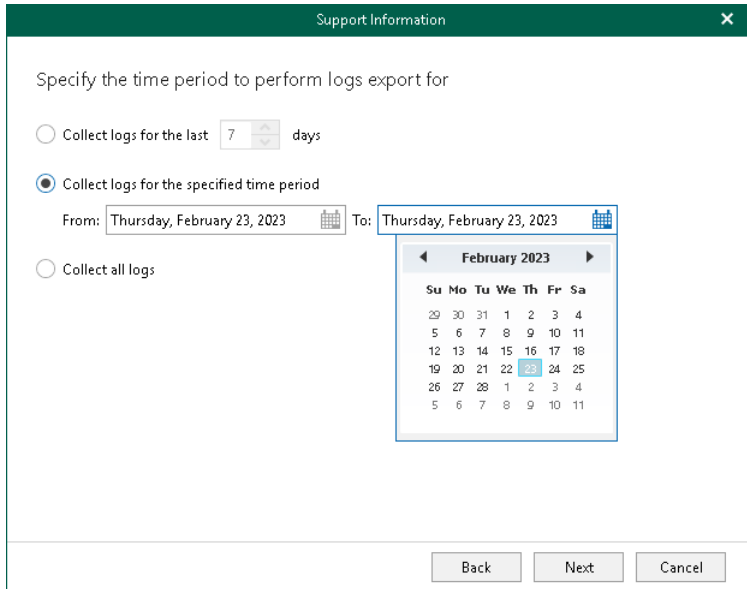 Support Information
Specify the time period to perform logs export for
Collect logs for the last 7 days
Collect logs for the specified time period
From: Thursday, February 23, 2023 To: Thursday, February 23, 2023
Collect all logs
February 2023
Su Mo Tu We Th Fr Sa
29 30 31 1 2 3 4
5 6 7 8 9 10 11
12 13 14 15 16 17 18
19 20 21 22 23 24 25
26 27 28 1 2 3 4
5 6 7 8 9 10 11
Back Next Cancel